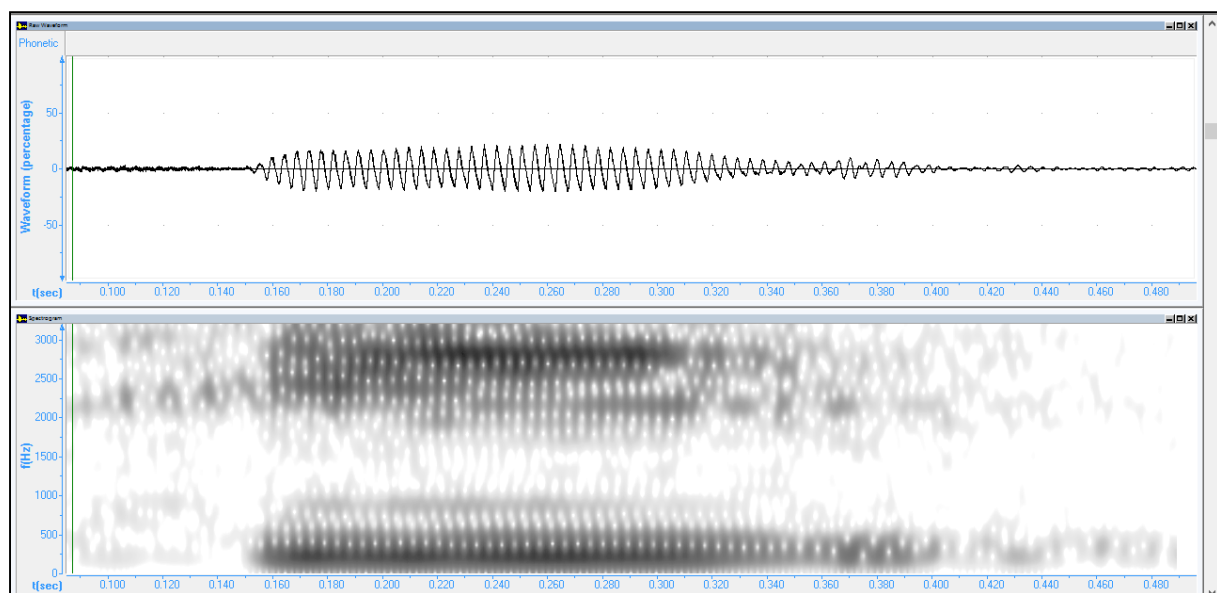 Raw Waveform
Phonetic
Waveform (percentage)
50
0
-50
t(sec) 0.100 0.120 0.140 0.160 0.180 0.200 0.220 0.240 0.260 0.280 0.300 0.320 0.340 0.360 0.380 0.400 0.420 0.440 0.460 0.480
Spectrogram
f(Hz)
3000
2500
2000
1500
1000
500
0
t(sec) 0.100 0.120 0.140 0.160 0.180 0.200 0.220 0.240 0.260 0.280 0.300 0.320 0.340 0.360 0.380 0.400 0.420 0.440 0.460 0.480